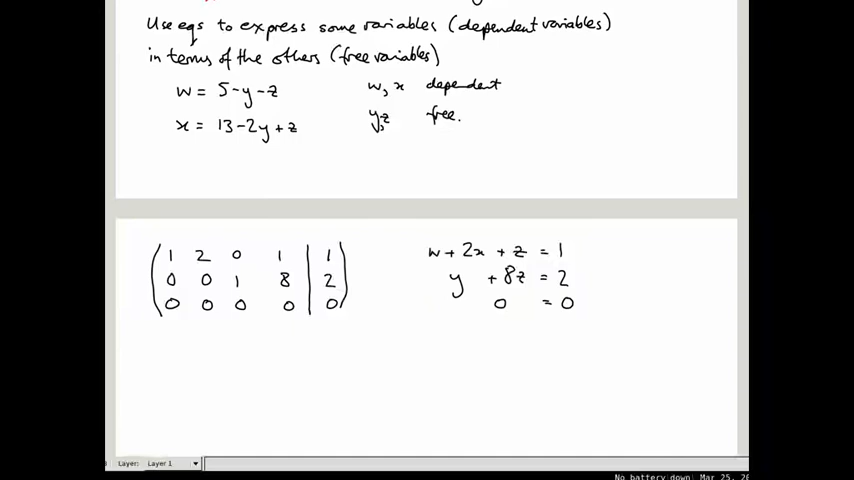 Use eqs to express some variables (dependent variables)
in terms of the others (free variables)
w = 5-y-z w, x dependent
x = 13-2y+z y,z free.
1 2 0 1 | 1 w+2x+z = 1
0 0 1 8 | 2 y +8z = 2
0 0 0 0 | 0 0 = 0
Layer: Layer 1
No battery down Mar 25, 20